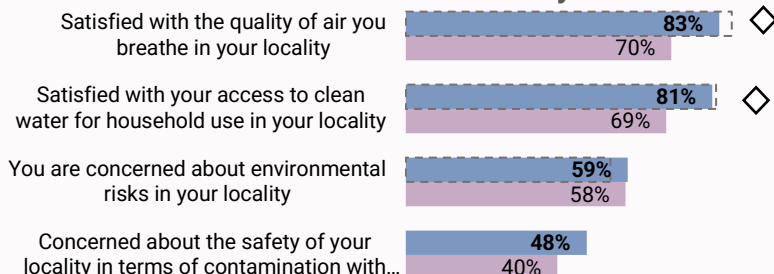 Satisfied with the quality of air you
breathe in your locality
83%
70%
Satisfied with your access to clean
water for household use in your locality
81%
69%
You are concerned about environmental
risks in your locality
59%
58%
Concerned about the safety of your
locality in terms of contamination with...
48%
40%